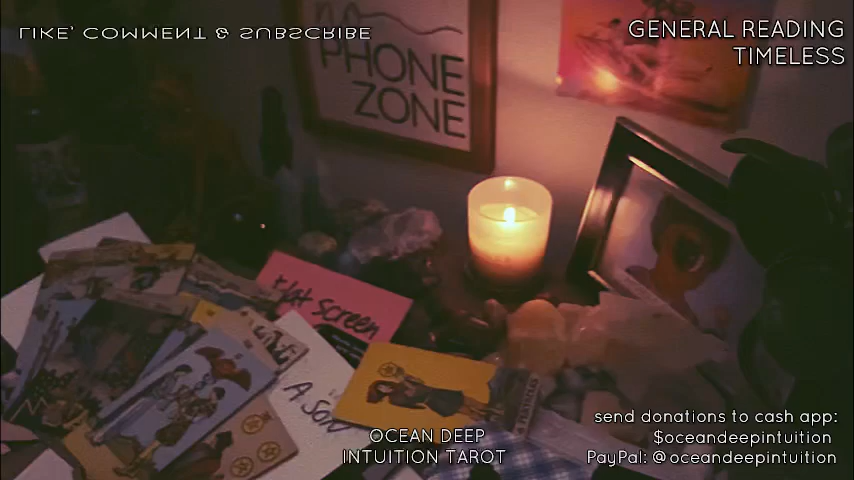 LIKE, COMMENT & SUBSCRIBE
GENERAL READING
TIMELESS
PHONE
ZONE
Flat Screen
A Son
OCEAN DEEP
INTUITION TAROT
send donations to cash app:
$oceandeepintuition
PayPal: @oceandeepintuition